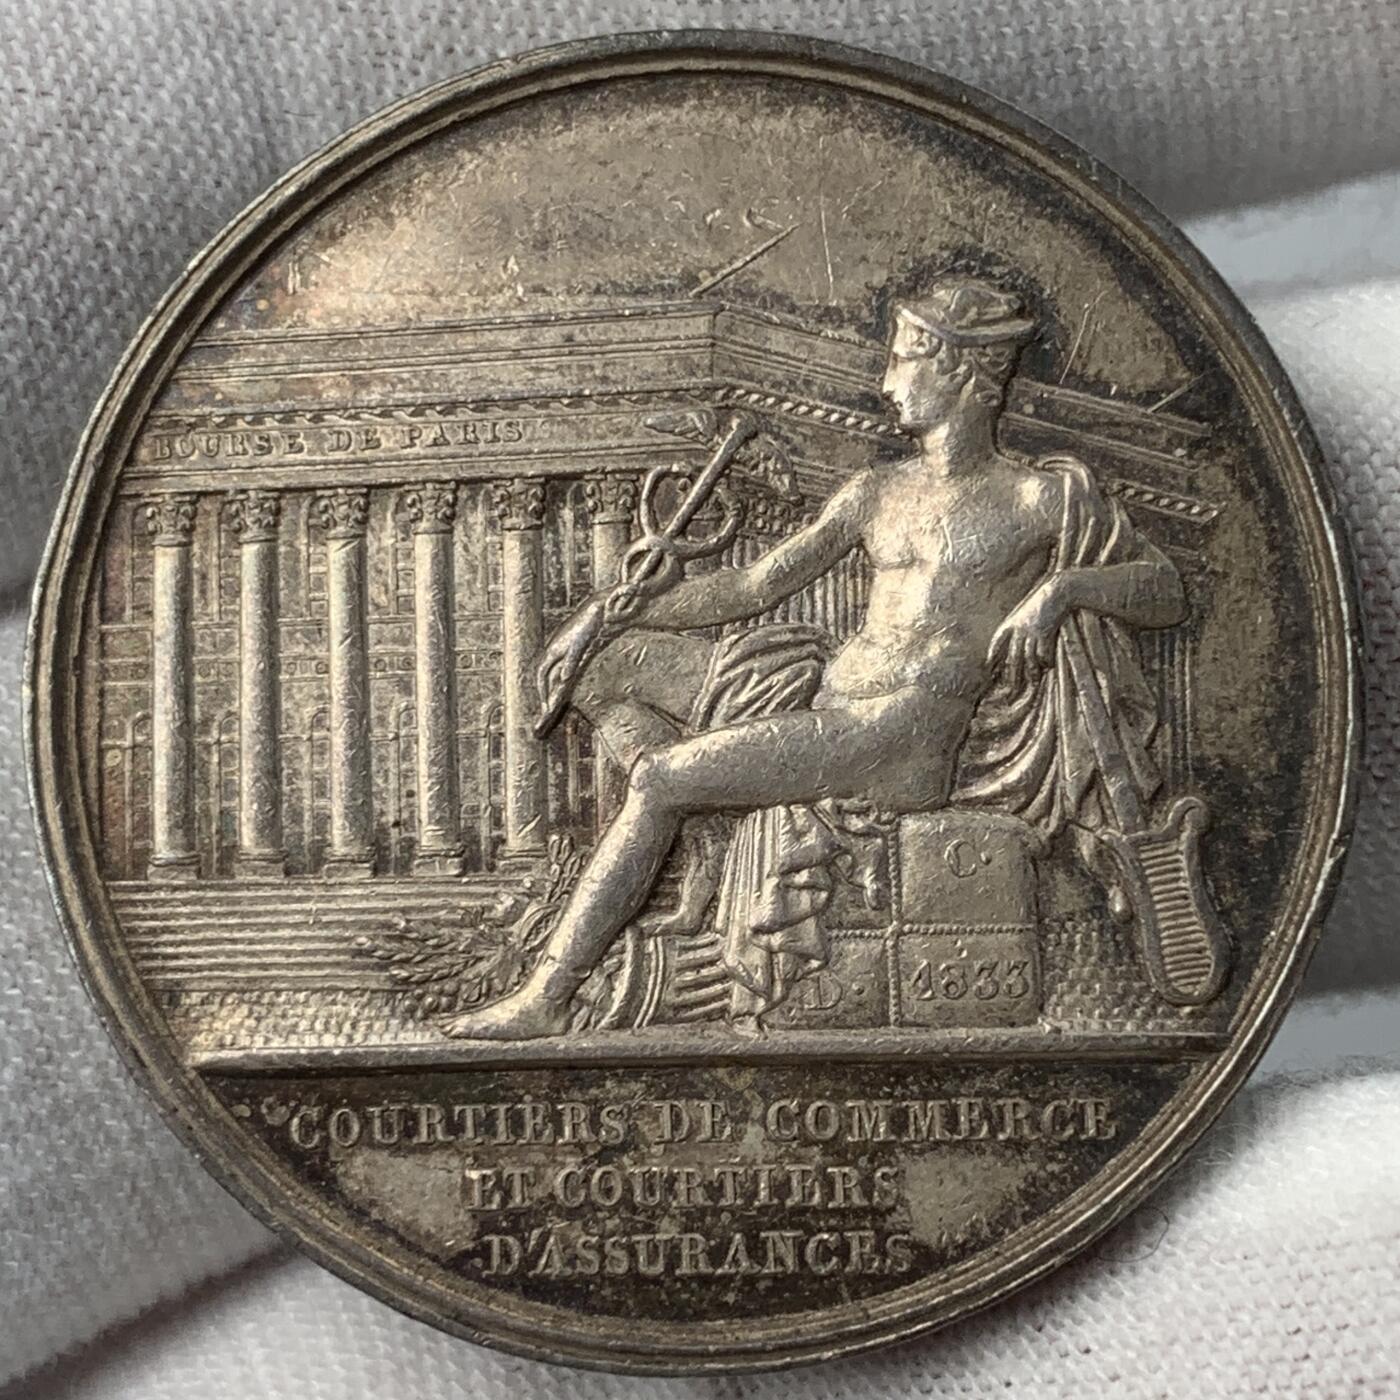 BOURSE DE PARIS
C.
D. 1833
COURTIERS DE COMMERCE
ET COURTIERS
D'ASSURANCES